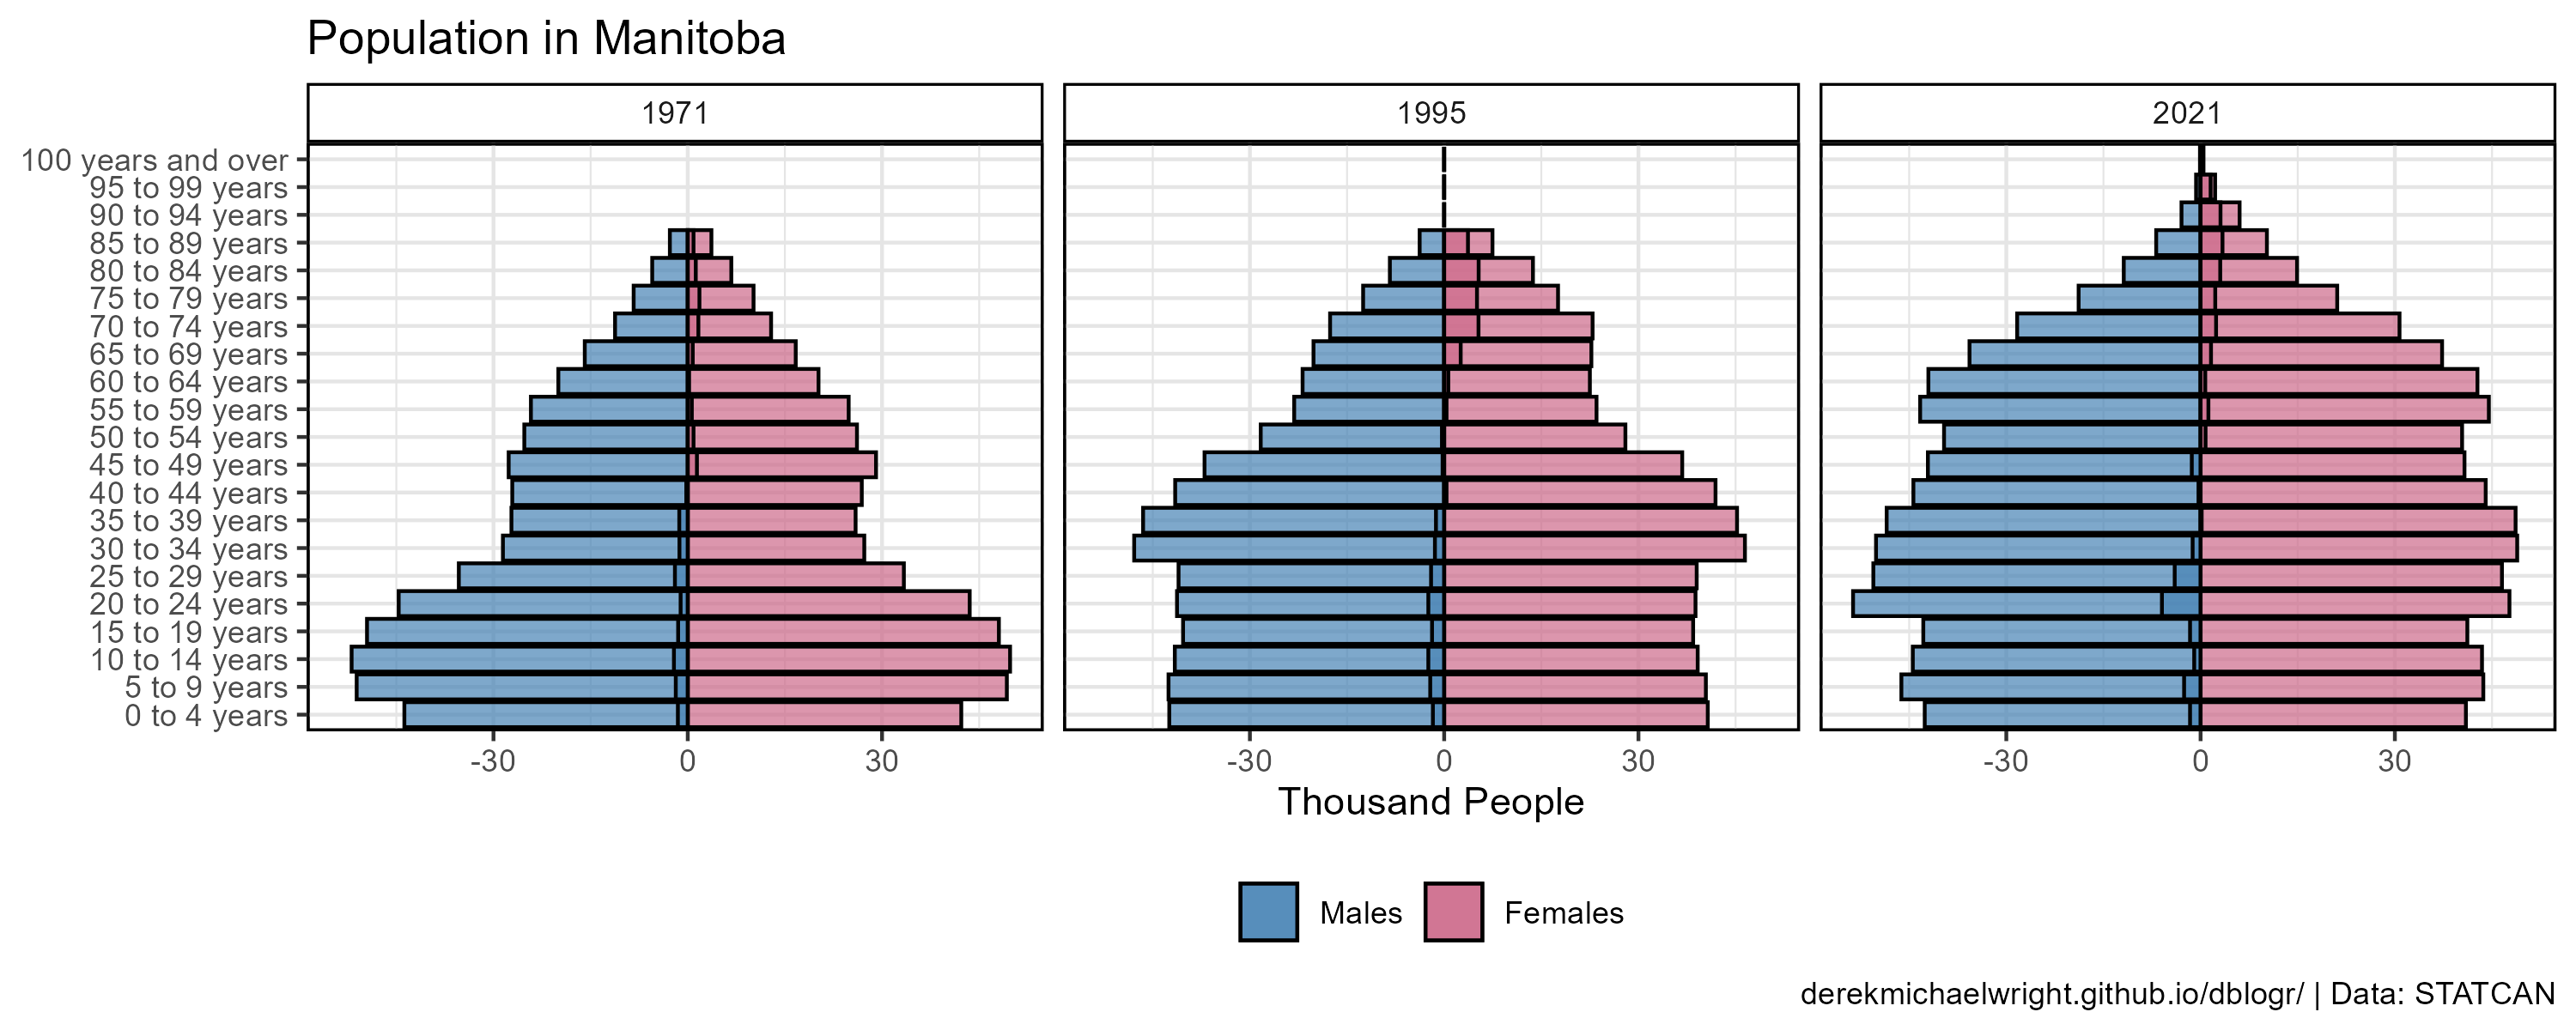 Population in Manitoba
1971
1995
2021
100 years and over
95 to 99 years
90 to 94 years
85 to 89 years
80 to 84 years
75 to 79 years
70 to 74 years
65 to 69 years
60 to 64 years
55 to 59 years
50 to 54 years
45 to 49 years
40 to 44 years
35 to 39 years
30 to 34 years
25 to 29 years
20 to 24 years
15 to 19 years
10 to 14 years
5 to 9 years
0 to 4 years
-30 0 30
-30 0 30
-30 0 30
Thousand People
Males Females
derekmichaelwright.github.io/dblogr/ | Data: STATCAN